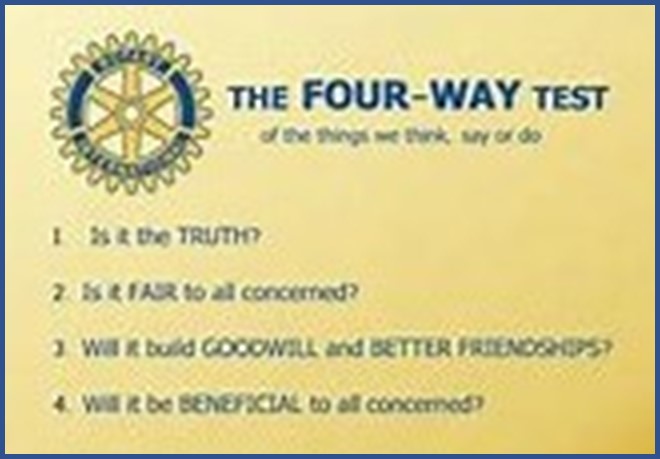 ROTARY
INTERNATIONAL
THE FOUR-WAY TEST
of the things we think, say or do
1 Is it the TRUTH?
2 Is it FAIR to all concerned?
3 Will it build GOODWILL and BETTER FRIENDSHIPS?
4. Will it be BENEFICIAL to all concerned?